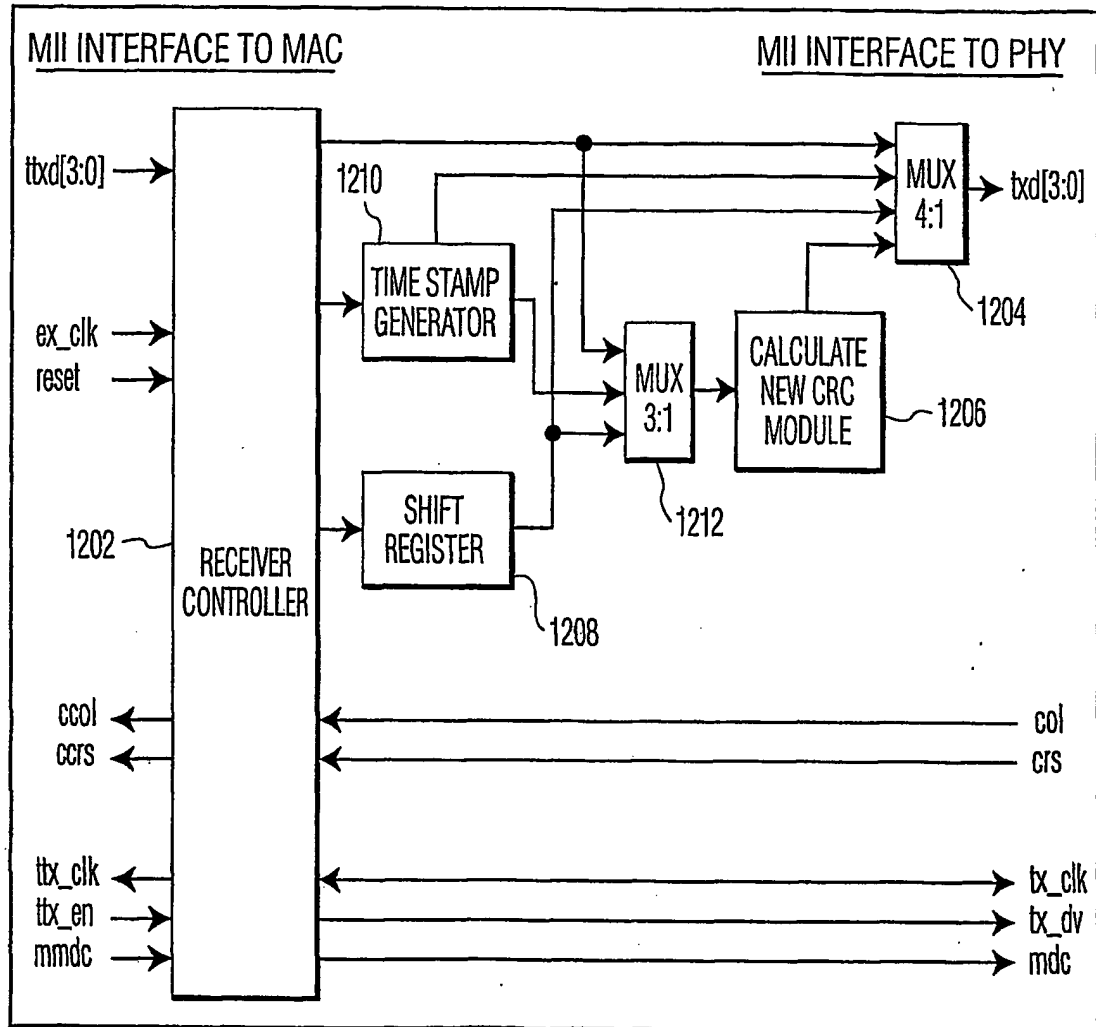 MII INTERFACE TO MAC
MII INTERFACE TO PHY
ttxd[3:0]
1210
MUX
4:1
txd[3:0]
TIME STAMP
GENERATOR
1204
ex_clk
reset
MUX
3:1
CALCULATE
NEW CRC
MODULE
1206
1202
RECEIVER
CONTROLLER
SHIFT
REGISTER
1212
1208
ccol
col
ccrs
crs
ttx_clk
tx_clk
ttx_en
tx_dv
mmdc
mdc